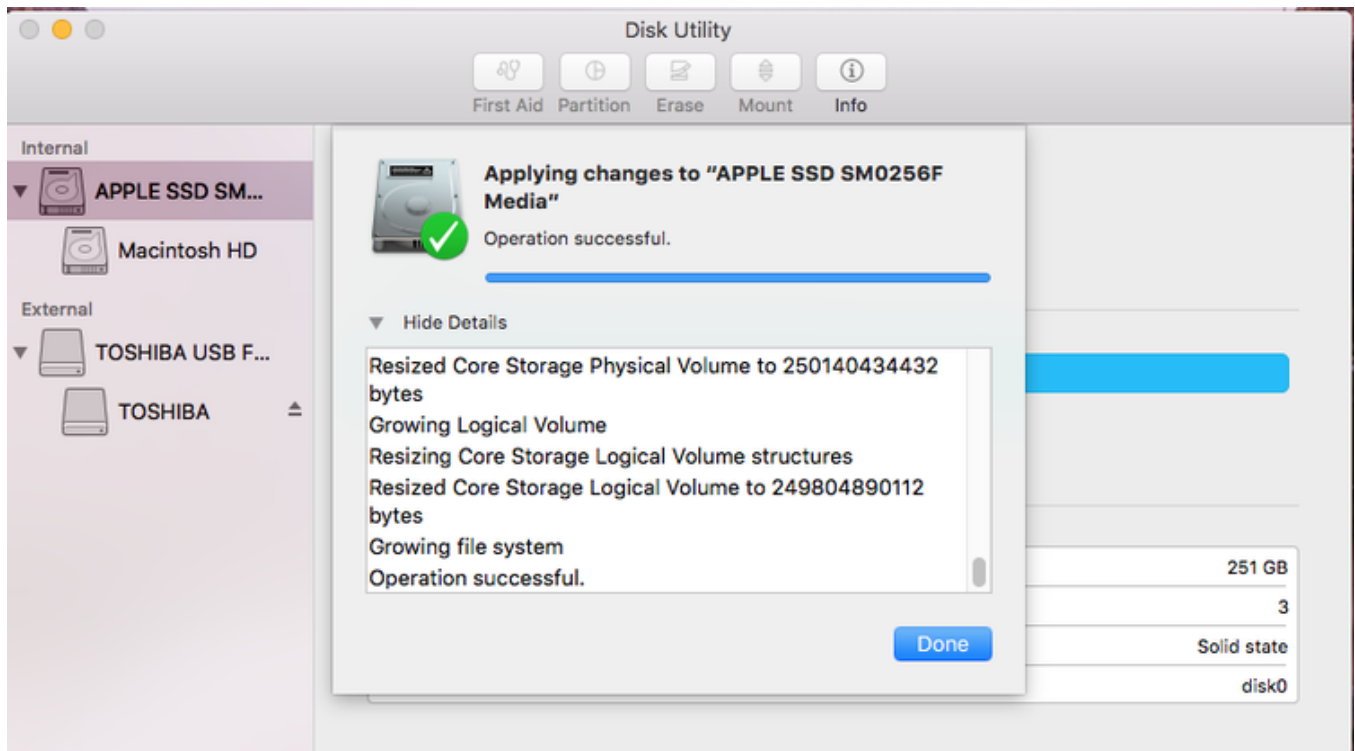 Disk Utility
First Aid
Partition
Erase
Mount
Info
Internal
APPLE SSD SM...
Macintosh HD
External
TOSHIBA USB F...
TOSHIBA
Applying changes to “APPLE SSD SM0256F
Media”
Operation successful.
Hide Details
Resized Core Storage Physical Volume to 250140434432
bytes
Growing Logical Volume
Resizing Core Storage Logical Volume structures
Resized Core Storage Logical Volume to 249804890112
bytes
Growing file system
Operation successful.
Done
251 GB
3
Solid state
disk0